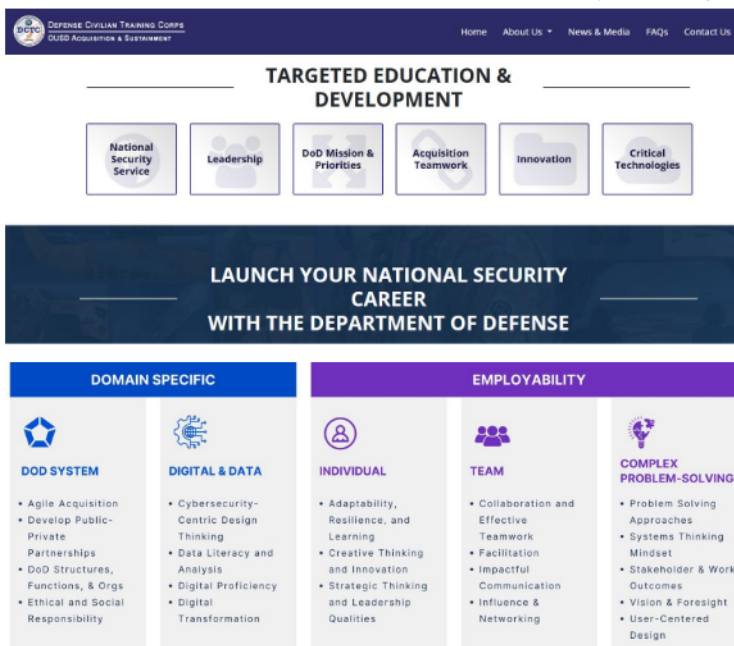 DCTC
DEFENSE CIVILIAN TRAINING CORPS
OUSD ACQUISITION & SUSTAINMENT
Home About Us News & Media FAQs Contact Us
TARGETED EDUCATION &
DEVELOPMENT
National
Security
Service
Leadership
DoD Mission &
Priorities
Acquisition
Teamwork
Innovation
Critical
Technologies
LAUNCH YOUR NATIONAL SECURITY
CAREER
WITH THE DEPARTMENT OF DEFENSE
DOMAIN SPECIFIC
EMPLOYABILITY
DOD SYSTEM
• Agile Acquisition
• Develop Public-
Private
Partnerships
• DoD Structures,
Functions, & Orgs
• Ethical and Social
Responsibility
DIGITAL & DATA
• Cybersecurity-
Centric Design
Thinking
• Data Literacy and
Analysis
• Digital Proficiency
• Digital
Transformation
INDIVIDUAL
• Adaptability,
Resilience, and
Learning
• Creative Thinking
and Innovation
• Strategic Thinking
and Leadership
Qualities
TEAM
• Collaboration and
Effective
Teamwork
• Facilitation
• Impactful
Communication
• Influence &
Networking
COMPLEX
PROBLEM-SOLVING
• Problem Solving
Approaches
• Systems Thinking
Mindset
• Stakeholder & Work
Outcomes
• Vision & Foresight
• User-Centered
Design